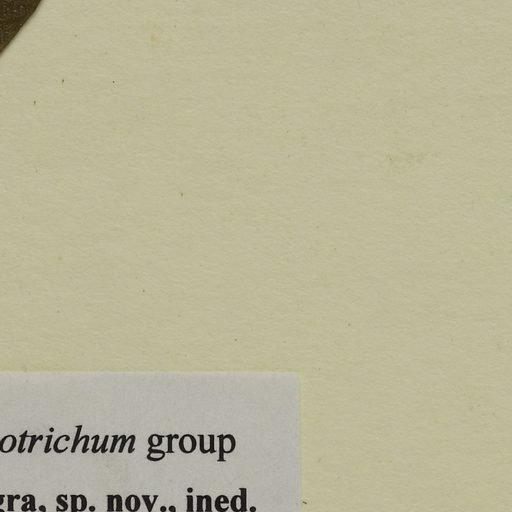 otrichum group
gra, sp. nov., ined.